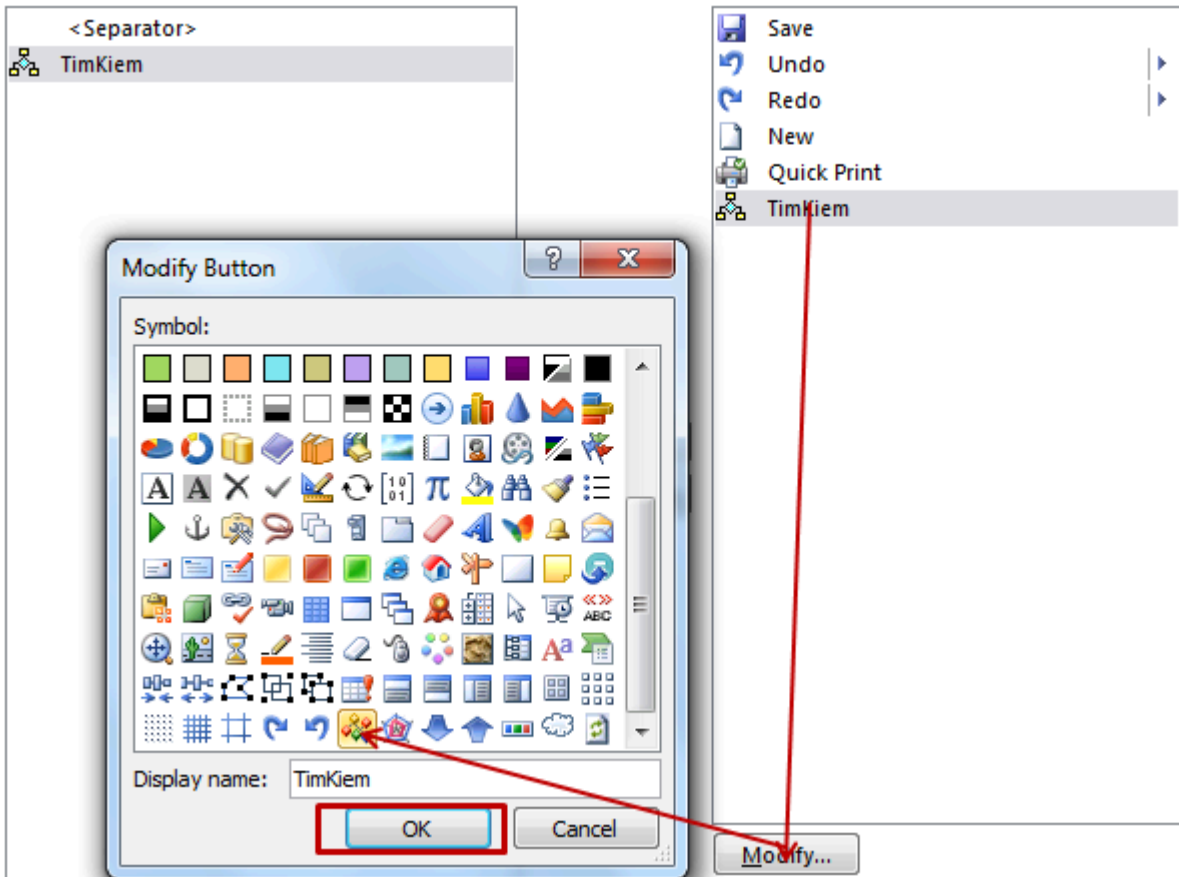 <Separator>
TimKiem
Save
Undo
Redo
New
Quick Print
TimKiem
Modify Button
Symbol:
Display name: TimKiem
OK
Cancel
Modify...